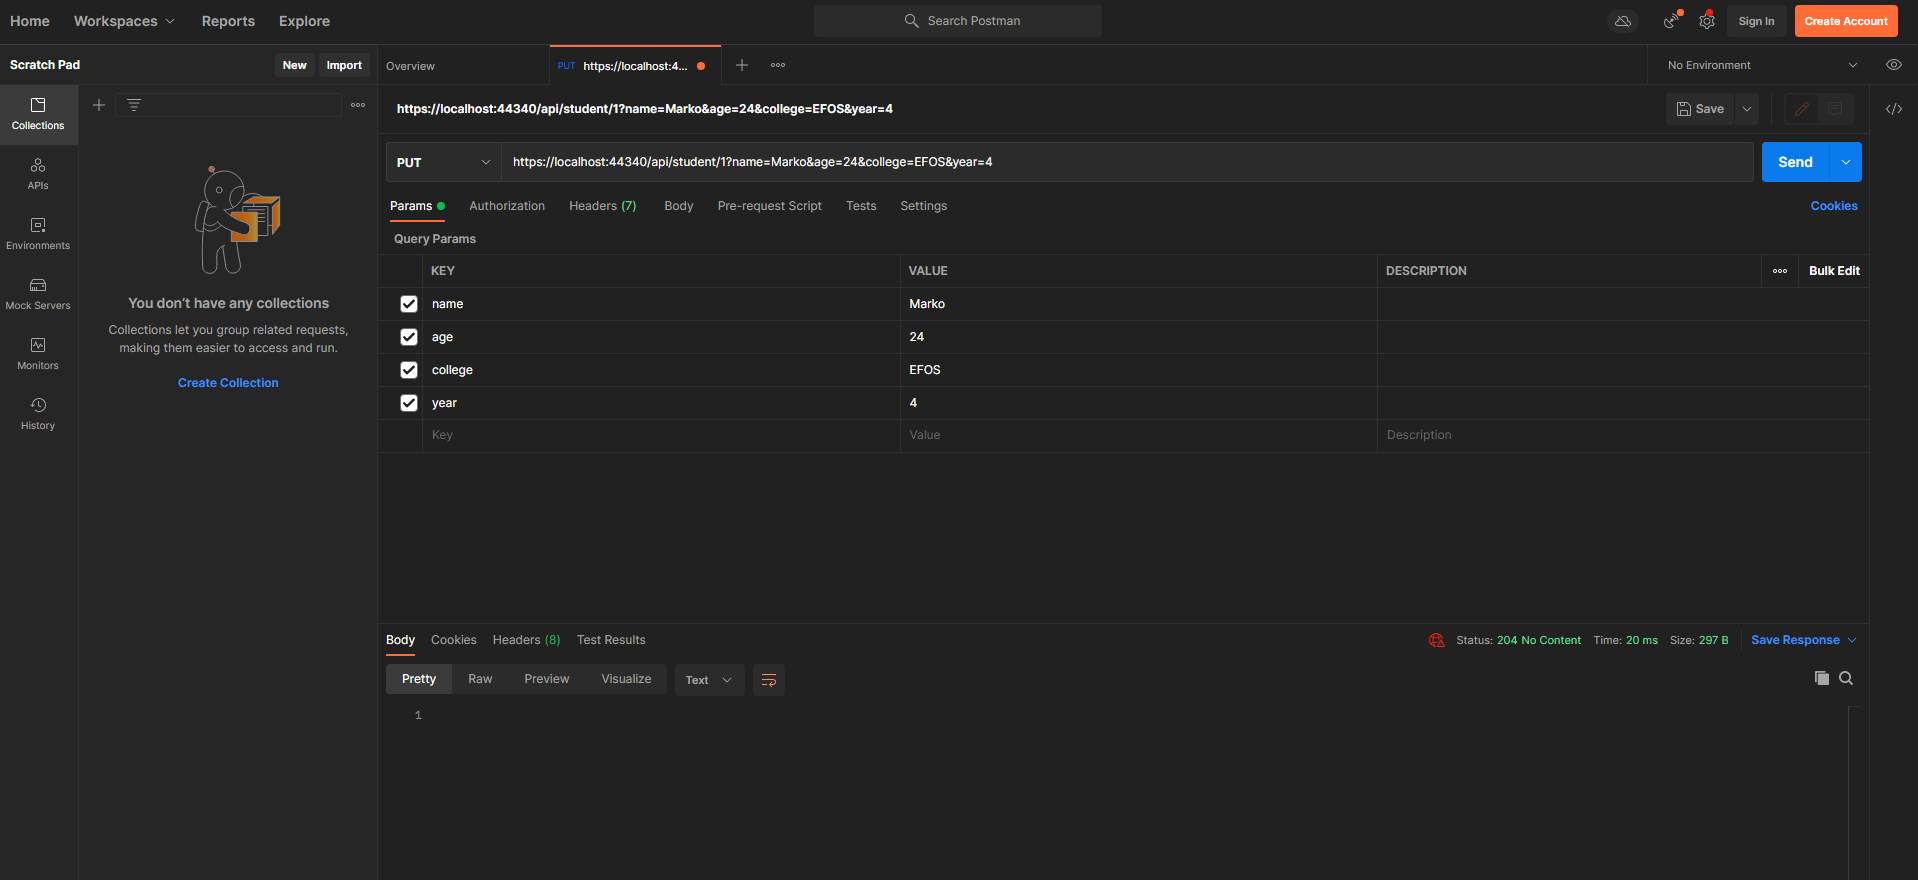 Home Workspaces Reports Explore Search Postman Sign In Create Account
Scratch Pad New Import Overview PUT https://localhost:4... No Environment
Collections
APIs
Environments
Mock Servers
Monitors
History
You don't have any collections
Collections let you group related requests,
making them easier to access and run.
Create Collection
https://localhost:44340/api/student/1?name=Marko&age=24&college=EFOS&year=4 Save
PUT https://localhost:44340/api/student/1?name=Marko&age=24&college=EFOS&year=4 Send
Params Authorization Headers (7) Body Pre-request Script Tests Settings Cookies
Query Params
KEY VALUE DESCRIPTION Bulk Edit
name Marko
age 24
college EFOS
year 4
Key Value Description
Body Cookies Headers (8) Test Results Status: 204 No Content Time: 20 ms Size: 297 B Save Response
Pretty Raw Preview Visualize Text
1